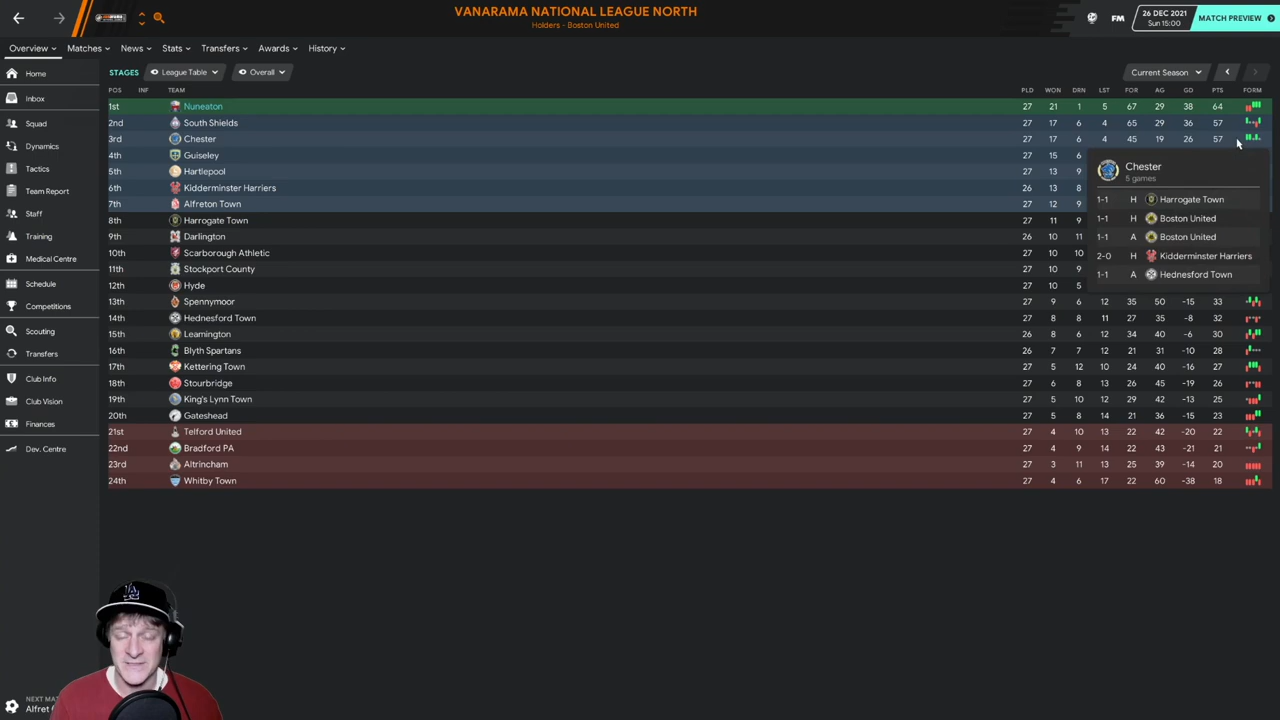 VANARAMA NATIONAL LEAGUE NORTH
Holders - Boston United
FM
26 DEC 2021
Sun 15:00
MATCH PREVIEW
Overview Matches News Stats Transfers Awards History
Home
Inbox
Squad
Dynamics
Tactics
Team Report
Staff
Training
Medical Centre
Schedule
Competitions
Scouting
Transfers
Club Info
Club Vision
Finances
Dev. Centre
NEXT MA
Alfret
STAGES League Table Overall Current Season
POS INF TEAM PLD WON DRN LST FOR AG GD PTS FORM
1st Nuneaton 27 21 1 5 67 29 38 64
2nd South Shields 27 17 6 4 65 29 36 57
3rd Chester 27 17 6 4 45 19 26 57
4th Guiseley 27 15 6
5th Hartlepool 27 13 9
6th Kidderminster Harriers 26 13 8
7th Alfreton Town 27 12 9
8th Harrogate Town 27 11 9
9th Darlington 26 10 11
10th Scarborough Athletic 27 10 10
11th Stockport County 27 10 9
12th Hyde 27 10 5
13th Spennymoor 27 9 6 12 35 50 -15 33
14th Hednesford Town 27 8 8 11 27 35 -8 32
15th Leamington 26 8 6 12 34 40 -6 30
16th Blyth Spartans 26 7 7 12 21 31 -10 28
17th Kettering Town 27 5 12 10 24 40 -16 27
18th Stourbridge 27 6 8 13 26 45 -19 26
19th King's Lynn Town 27 5 10 12 29 42 -13 25
20th Gateshead 27 5 8 14 21 36 -15 23
21st Telford United 27 4 10 13 22 42 -20 22
22nd Bradford PA 27 4 9 14 22 43 -21 21
23rd Altrincham 27 3 11 13 25 39 -14 20
24th Whitby Town 27 4 6 17 22 60 -38 18
Chester
5 games
1-1 H Harrogate Town
1-1 H Boston United
1-1 A Boston United
2-0 H Kidderminster Harriers
1-1 A Hednesford Town